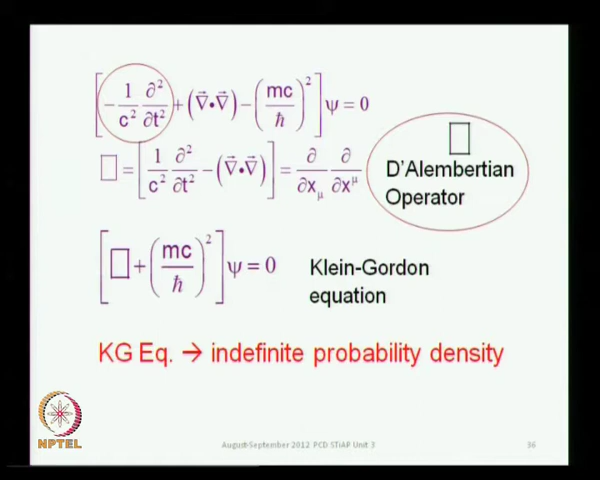 [-1/c² ∂²/∂t² + (∇⃗•∇⃗) - (mc/ħ)²] ψ = 0
□ = [1/c² ∂²/∂t² - (∇⃗•∇⃗)] = ∂/∂x_μ ∂/∂x^μ
□
D'Alembertian
Operator
[□ + (mc/ħ)²] ψ = 0
Klein-Gordon
equation
KG Eq. → indefinite probability density
NPTEL
August-September 2012 PCD STiAP Unit 3
36